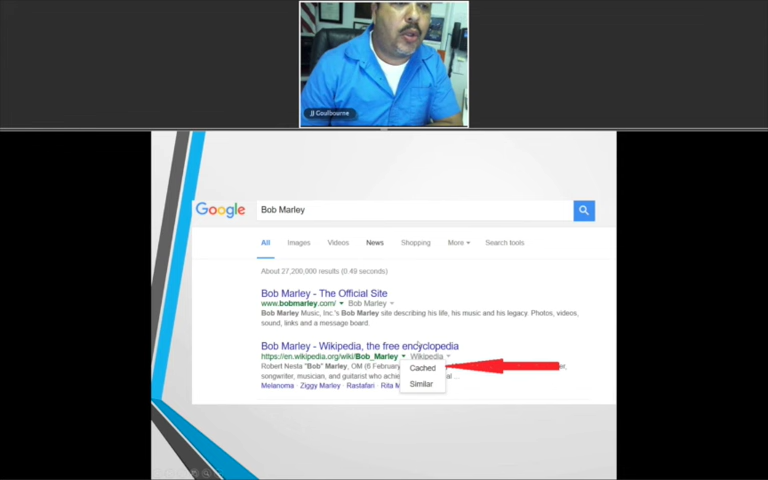 JJ Coulbourne
Google
Bob Marley
All Images Videos News Shopping More Search tools
About 27,200,000 results (0.49 seconds)
Bob Marley - The Official Site
www.bobmarley.com/ Bob Marley
Bob Marley Music, Inc.'s Bob Marley site describing his life, his music and his legacy. Photos, videos,
sound, links and a message board.
Bob Marley - Wikipedia, the free encyclopedia
https://en.wikipedia.org/wiki/Bob_Marley Wikipedia
Cached
Similar
Robert Nesta "Bob" Marley, OM (6 February
songwriter, musician, and guitarist who ...
Melanoma · Ziggy Marley · Rastafari · Rita